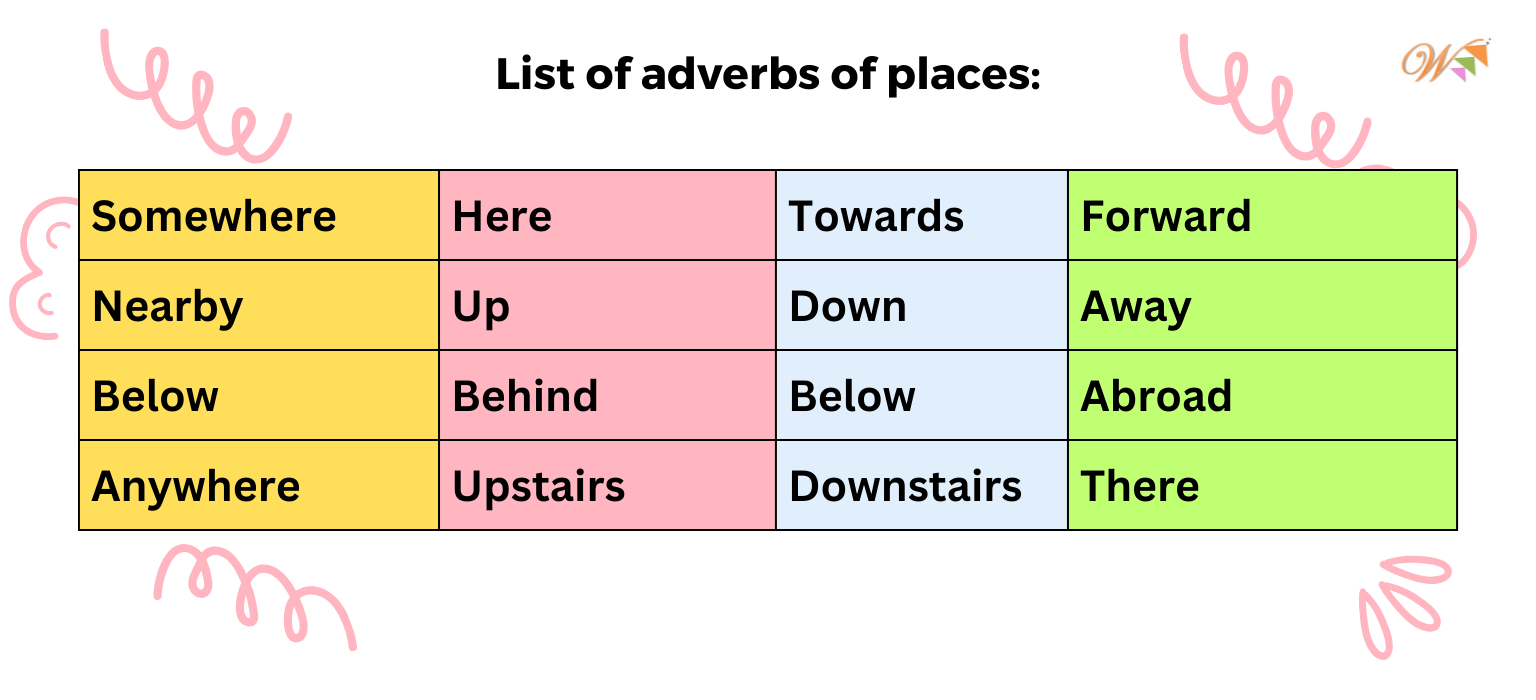 List of adverbs of places:
Somewhere Here Towards Forward
Nearby Up Down Away
Below Behind Below Abroad
Anywhere Upstairs Downstairs There
W